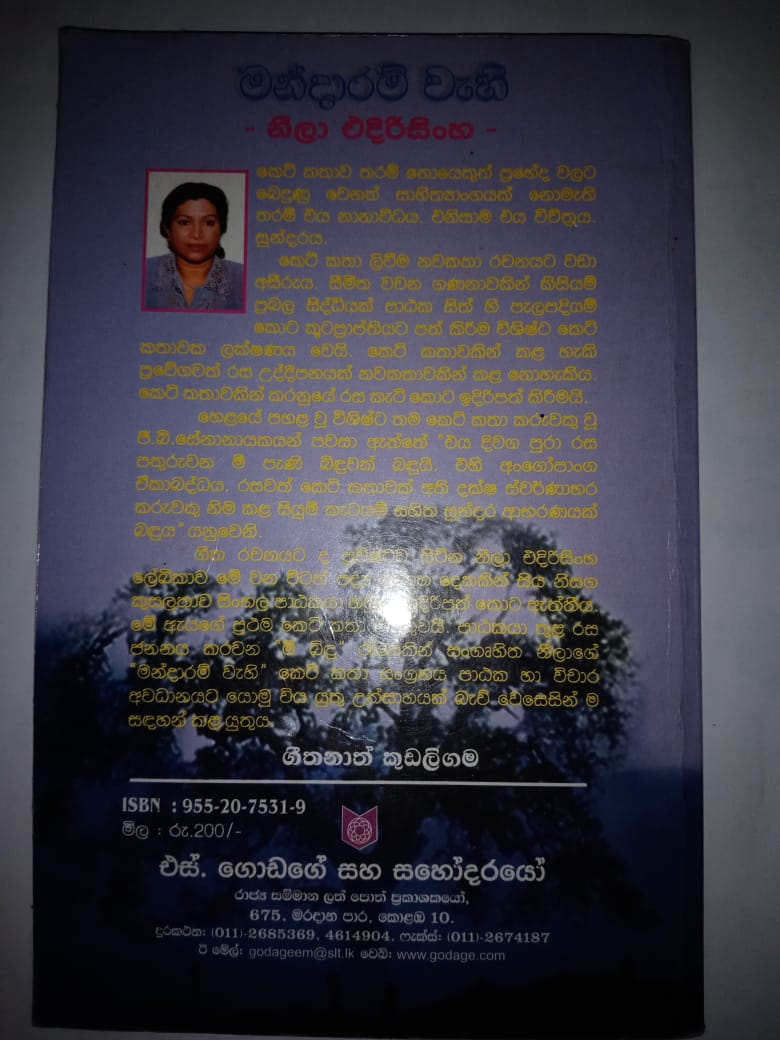 මන්දාරම් වැහි
- නීලා එදිරිසිංහ -
කෙටි කතාව තරම් නොයෙකුත් ප්‍රභේද වලට
බෙදුණු වෙනත් සාහිත්‍යාංගයක් නොමැති
තරම් එය නානාවිධය. එනිසාම එය විචිත්‍රය.
සුන්දරය.
කෙටි කතා ලිවීම නවකතා රචනයට වඩා
අසීරුය. සීමිත වචන ගණනාවකින් කිසියම්
ප්‍රබල සිද්ධියක් පාඨක සිත් හි පැලපදියම්
කොට කූටප්‍රාප්තියට පත් කිරීම විශිෂ්ට කෙටි
කතාවක ලක්ෂණය වෙයි. කෙටි කතාවකින් කළ හැකි
ප්‍රවේගවත් රස උද්දීපනයක් නවකතාවකින් කළ නොහැකිය.
කෙටි කතාවකින් කරනුයේ රස කැටි කොට ඉදිරිපත් කිරීමයි.
හෙළයේ පහළ වූ විශිෂ්ට තම කෙටි කතා කරුවකු වූ
ජී.බී.සේනානායකයන් පවසා ඇත්තේ "එය දිවග පුරා රස
පතුරුවන මී පැණි බිඳුවක් බඳුයි. එහි අංගෝපාංග
ඒකාබද්ධය. රසවත් කෙටි කතාවක් අති දක්ෂ ස්වර්ණාභර
කරුවකු නිම කළ සියුම් කැටයම් සහිත සුන්දර ආභරණයක්
බඳුය" යනුවෙනි.
ගීත රචනයට ද ප්‍රවිෂ්ටව සිටින නීලා එදිරිසිංහ
ලේඛිකාව මේ වන විටත් පද්‍ය දෙකකින් සිය නිසග
කුසලතාව සිංහල පාඨකයා ඉදිරිපත් කොට ඇත්තීය.
මේ ඇයගේ ප්‍රථම කෙටි කතා පාඨකයා තුළ රස
ජනනය කරවන "මී බිඳු සංගෘහිත නීලාගේ
"මන්දාරම් වැහි" කෙටි කතා සංග්‍රහය පාඨක හා විචාර
අවධානයට යොමු විය යුතු උත්සාහයක් බැව් වෙසෙසින් ම
සඳහන් කළ යුතුය.
ගීතනාත් කුඩලිගම
ISBN : 955-20-7531-9
මිල : රු.200/-
එස්. ගොඩගේ සහ සහෝදරයෝ
රාජ්‍ය සම්මාන ලත් පොත් ප්‍රකාශකයෝ,
675, මරදාන පාර, කොළඹ 10.
දුරකථන: (011)-2685369, 4614904, ෆැක්ස්: (011)-2674187
ඊ මේල්: godageem@slt.lk වෙබ්: www.godage.com